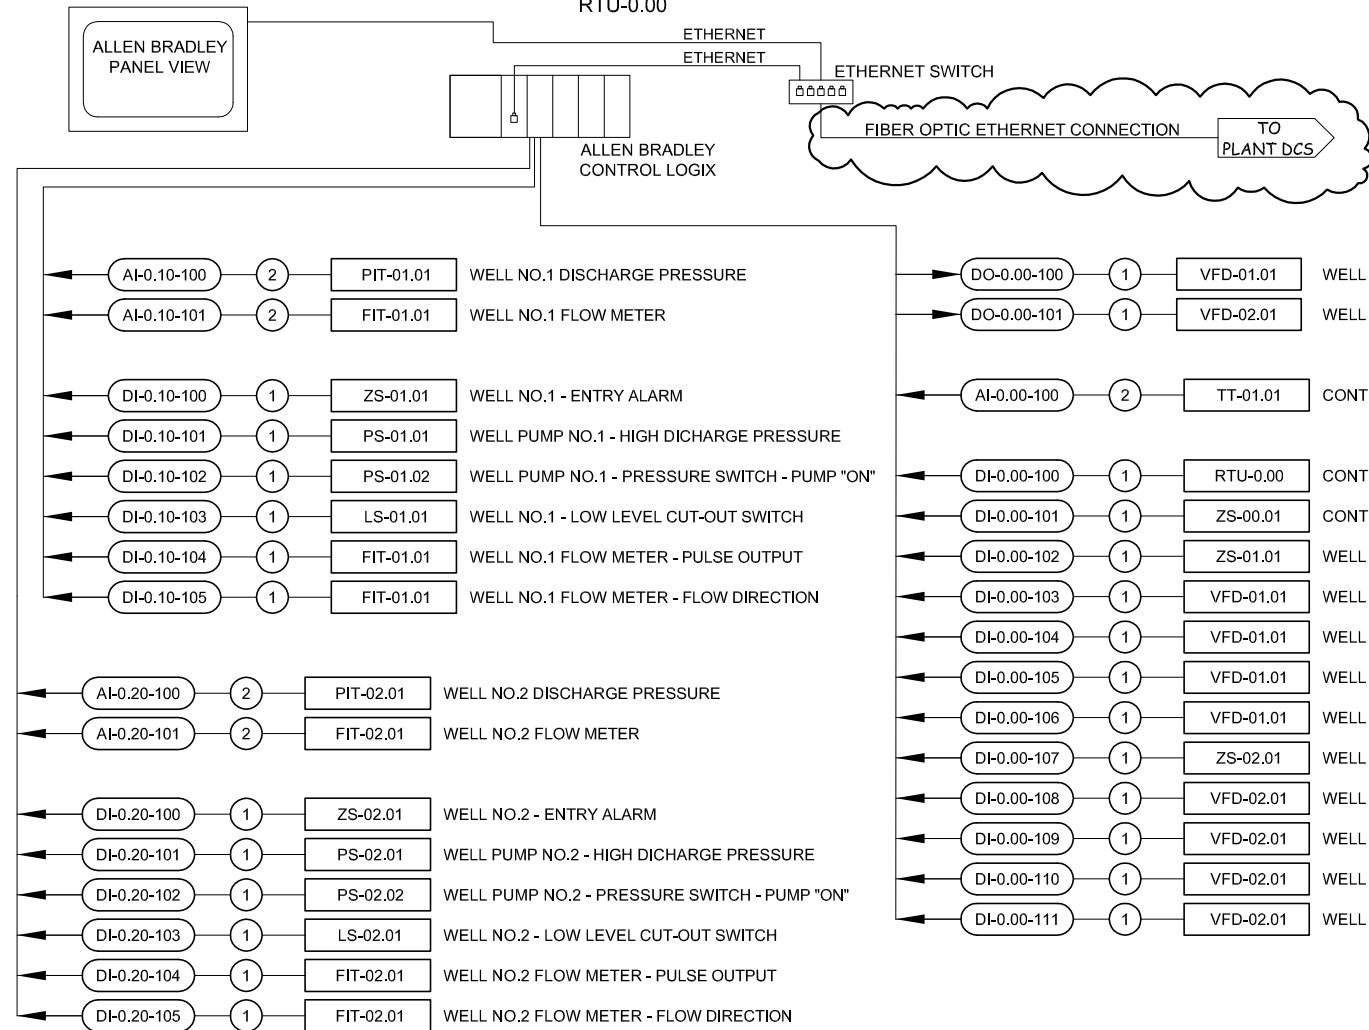 RTU-0.00
ALLEN BRADLEY
PANEL VIEW
ETHERNET
ETHERNET
ETHERNET SWITCH
FIBER OPTIC ETHERNET CONNECTION
TO
PLANT DCS
ALLEN BRADLEY
CONTROL LOGIX
AI-0.10-100 2 PIT-01.01 WELL NO.1 DISCHARGE PRESSURE
AI-0.10-101 2 FIT-01.01 WELL NO.1 FLOW METER
DI-0.10-100 1 ZS-01.01 WELL NO.1 - ENTRY ALARM
DI-0.10-101 1 PS-01.01 WELL PUMP NO.1 - HIGH DICHARGE PRESSURE
DI-0.10-102 1 PS-01.02 WELL PUMP NO.1 - PRESSURE SWITCH - PUMP "ON"
DI-0.10-103 1 LS-01.01 WELL NO.1 - LOW LEVEL CUT-OUT SWITCH
DI-0.10-104 1 FIT-01.01 WELL NO.1 FLOW METER - PULSE OUTPUT
DI-0.10-105 1 FIT-01.01 WELL NO.1 FLOW METER - FLOW DIRECTION
AI-0.20-100 2 PIT-02.01 WELL NO.2 DISCHARGE PRESSURE
AI-0.20-101 2 FIT-02.01 WELL NO.2 FLOW METER
DI-0.20-100 1 ZS-02.01 WELL NO.2 - ENTRY ALARM
DI-0.20-101 1 PS-02.01 WELL PUMP NO.2 - HIGH DICHARGE PRESSURE
DI-0.20-102 1 PS-02.02 WELL PUMP NO.2 - PRESSURE SWITCH - PUMP "ON"
DI-0.20-103 1 LS-02.01 WELL NO.2 - LOW LEVEL CUT-OUT SWITCH
DI-0.20-104 1 FIT-02.01 WELL NO.2 FLOW METER - PULSE OUTPUT
DI-0.20-105 1 FIT-02.01 WELL NO.2 FLOW METER - FLOW DIRECTION
DO-0.00-100 1 VFD-01.01 WELL
DO-0.00-101 1 VFD-02.01 WELL
AI-0.00-100 2 TT-01.01 CONT
DI-0.00-100 1 RTU-0.00 CONT
DI-0.00-101 1 ZS-00.01 CONT
DI-0.00-102 1 ZS-01.01 WELL
DI-0.00-103 1 VFD-01.01 WELL
DI-0.00-104 1 VFD-01.01 WELL
DI-0.00-105 1 VFD-01.01 WELL
DI-0.00-106 1 VFD-01.01 WELL
DI-0.00-107 1 ZS-02.01 WELL
DI-0.00-108 1 VFD-02.01 WELL
DI-0.00-109 1 VFD-02.01 WELL
DI-0.00-110 1 VFD-02.01 WELL
DI-0.00-111 1 VFD-02.01 WELL